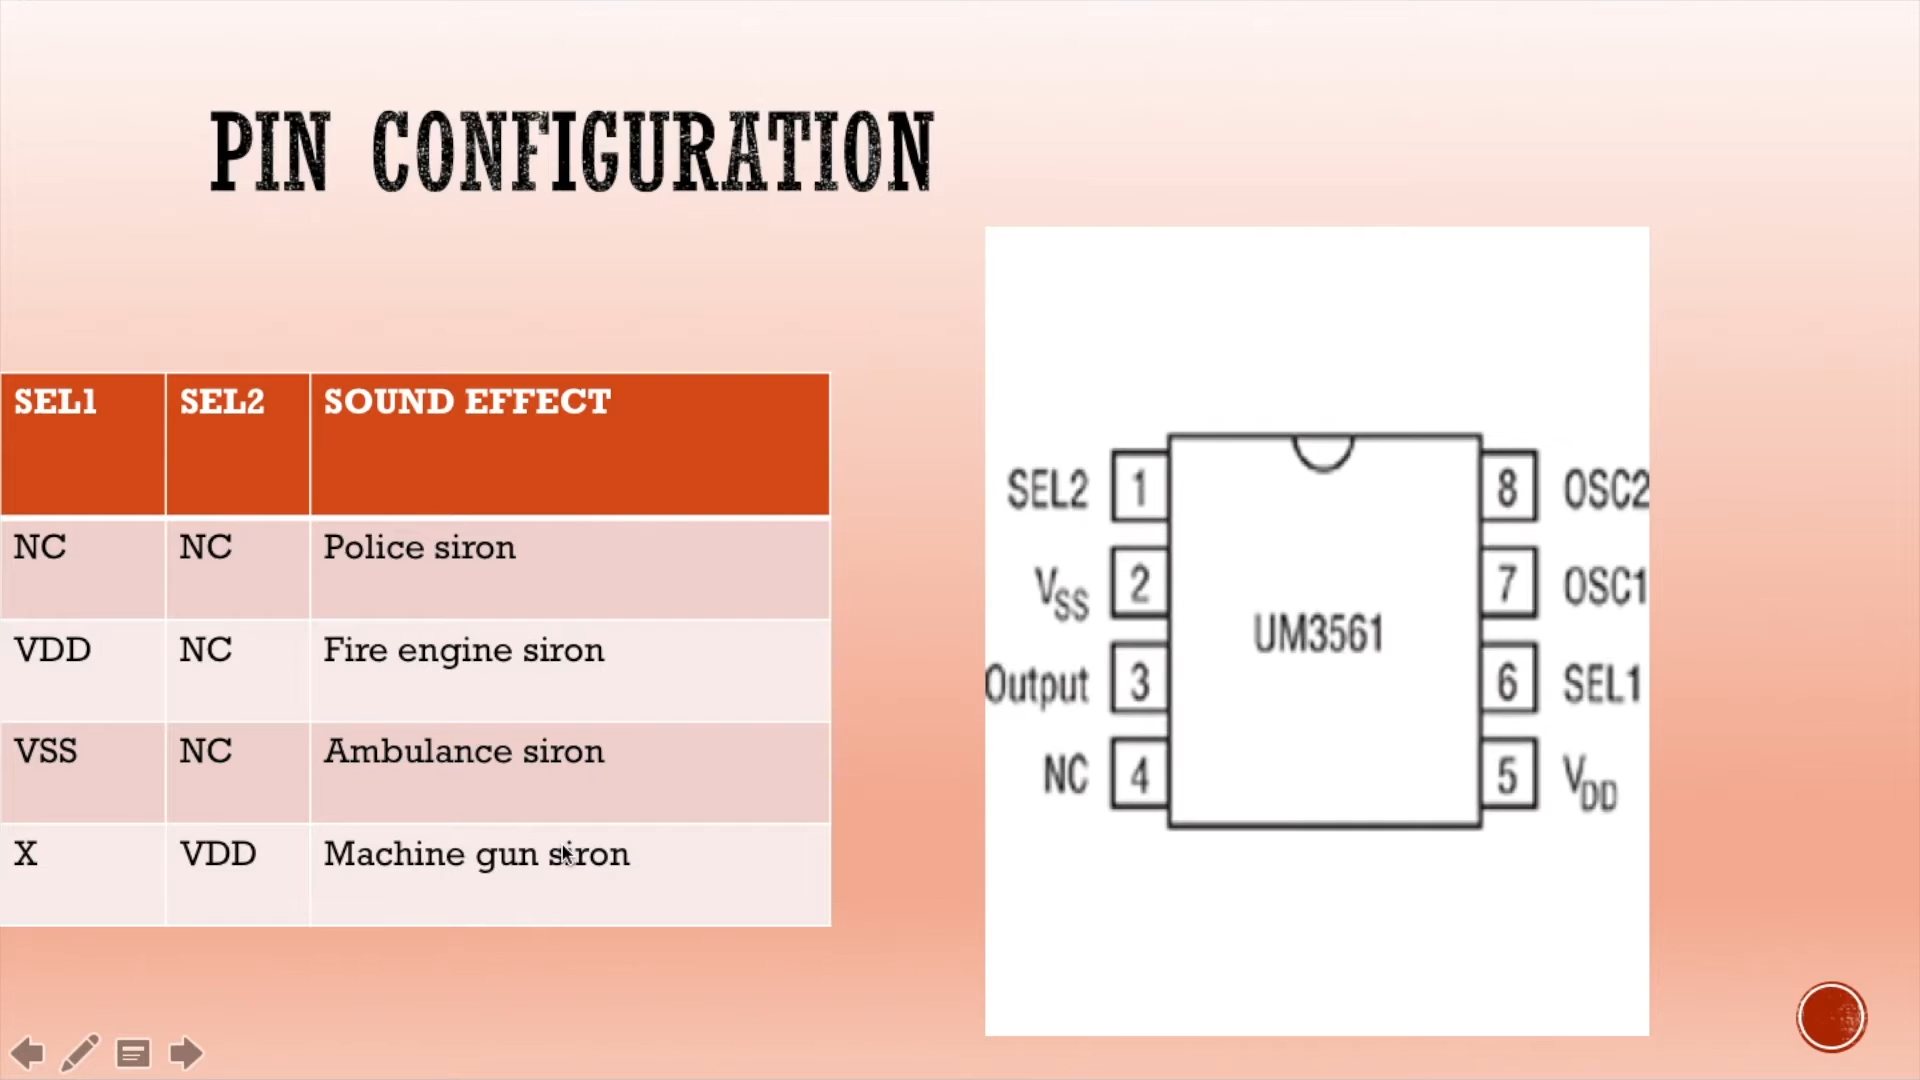 PIN CONFIGURATION
SEL1 SEL2 SOUND EFFECT
NC NC Police siron
VDD NC Fire engine siron
VSS NC Ambulance siron
X VDD Machine gun siron
SEL2 1 8 OSC2
VSS 2 7 OSC1
UM3561
Output 3 6 SEL1
NC 4 5 VDD